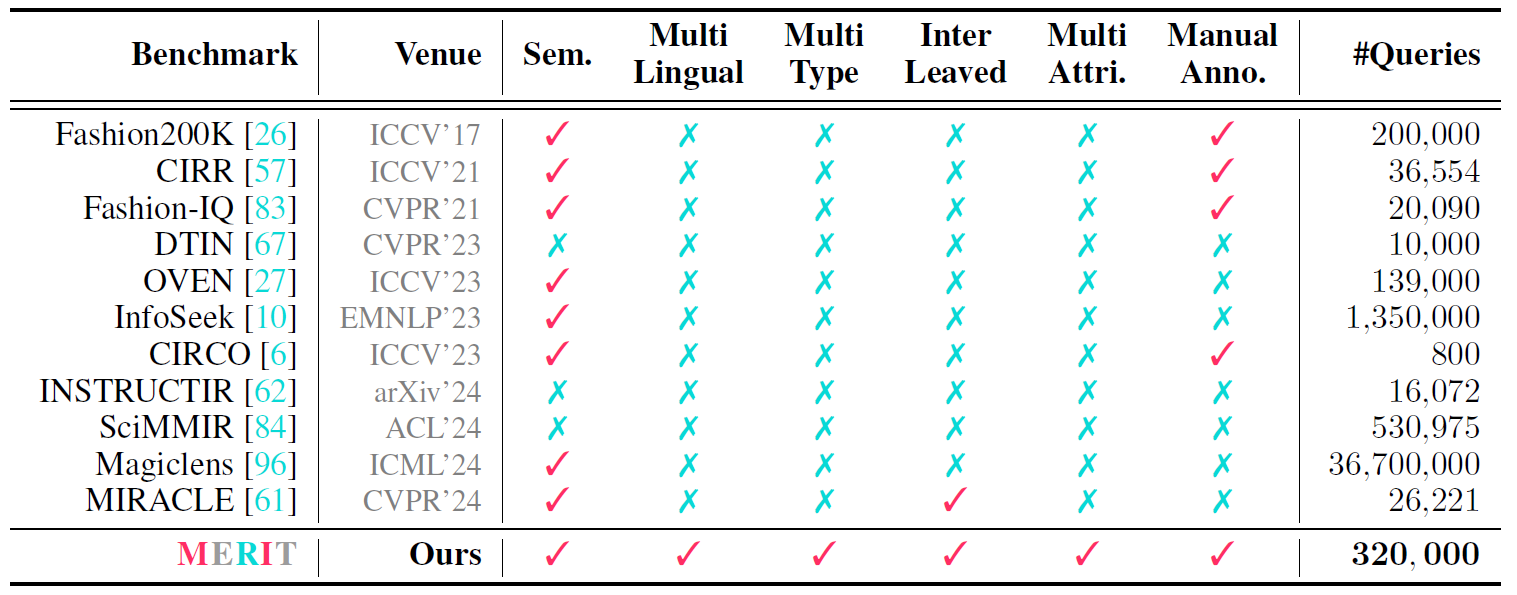 Benchmark Venue Sem. Multi Lingual Multi Type Inter Leaved Multi Attri. Manual Anno. #Queries
Fashion200K [26] ICCV'17 ✓ ✗ ✗ ✗ ✗ ✓ 200,000
CIRR [57] ICCV'21 ✓ ✗ ✗ ✗ ✗ ✓ 36,554
Fashion-IQ [83] CVPR'21 ✓ ✗ ✗ ✗ ✗ ✓ 20,090
DTIN [67] CVPR'23 ✗ ✗ ✗ ✗ ✗ ✗ 10,000
OVEN [27] ICCV'23 ✓ ✗ ✗ ✗ ✗ ✗ 139,000
InfoSeek [10] EMNLP'23 ✓ ✗ ✗ ✗ ✗ ✗ 1,350,000
CIRCO [6] ICCV'23 ✓ ✗ ✗ ✗ ✗ ✓ 800
INSTRUCTIR [62] arXiv'24 ✗ ✗ ✗ ✗ ✗ ✗ 16,072
SciMMIR [84] ACL'24 ✗ ✗ ✗ ✗ ✗ ✗ 530,975
Magiclens [96] ICML'24 ✓ ✗ ✗ ✗ ✗ ✗ 36,700,000
MIRACLE [61] CVPR'24 ✓ ✗ ✗ ✓ ✗ ✗ 26,221
MERIT Ours ✓ ✓ ✓ ✓ ✓ ✓ 320,000